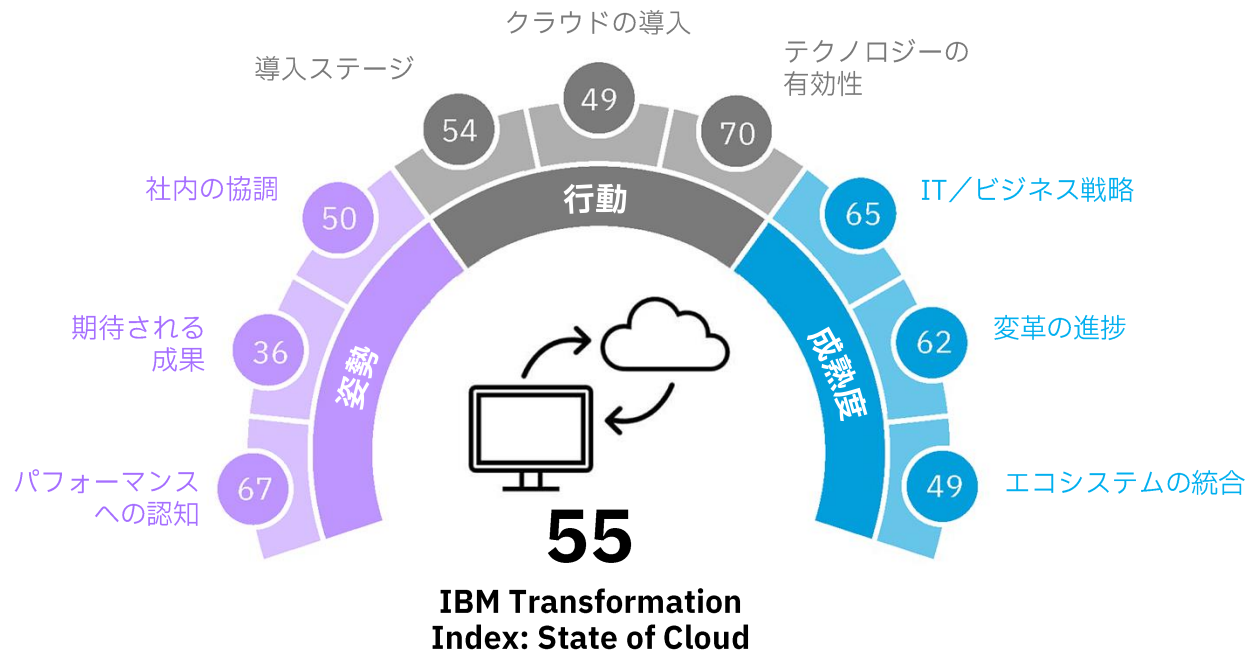 クラウドの導入
49
導入ステージ
54
テクノロジーの
有効性
70
行動
社内の協調
50
期待される
成果
36
パフォーマンス
への認知
67
姿勢
IT／ビジネス戦略
65
変革の進捗
62
エコシステムの統合
49
成熟度
55
IBM Transformation
Index: State of Cloud